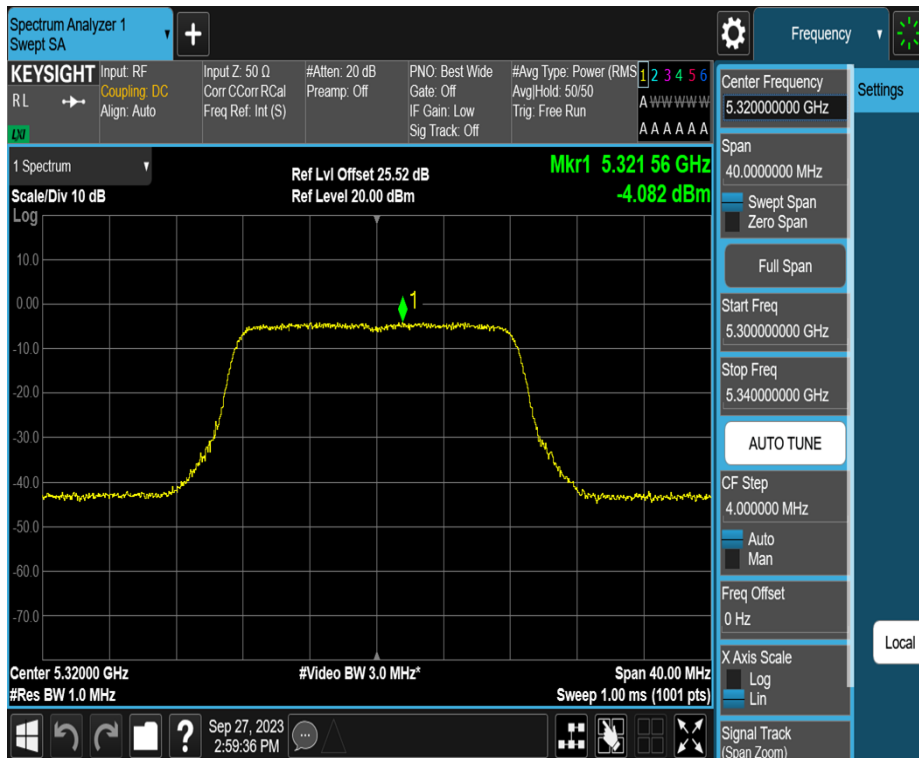 Spectrum Analyzer 1
Swept SA
Frequency
KEYSIGHT
R L
LXI
Input: RF
Coupling: DC
Align: Auto
Input Z: 50 Ω
Corr CCorr RCal
Freq Ref: Int (S)
#Atten: 20 dB
Preamp: Off
PNO: Best Wide
Gate: Off
IF Gain: Low
Sig Track: Off
#Avg Type: Power (RMS
Avg|Hold: 50/50
Trig: Free Run
1 2 3 4 5 6
A W W W W W
A A A A A A
1 Spectrum
Scale/Div 10 dB
Log
Ref Lvl Offset 25.52 dB
Ref Level 20.00 dBm
Mkr1 5.321 56 GHz
-4.082 dBm
1
10.0
0.00
-10.0
-20.0
-30.0
-40.0
-50.0
-60.0
-70.0
Center 5.32000 GHz
#Res BW 1.0 MHz
#Video BW 3.0 MHz*
Span 40.00 MHz
Sweep 1.00 ms (1001 pts)
?
Sep 27, 2023
2:59:36 PM
Center Frequency
5.320000000 GHz
Span
40.0000000 MHz
Swept Span
Zero Span
Full Span
Start Freq
5.300000000 GHz
Stop Freq
5.340000000 GHz
AUTO TUNE
CF Step
4.000000 MHz
Auto
Man
Freq Offset
0 Hz
X Axis Scale
Log
Lin
Signal Track
(Span Zoom)
Settings
Local